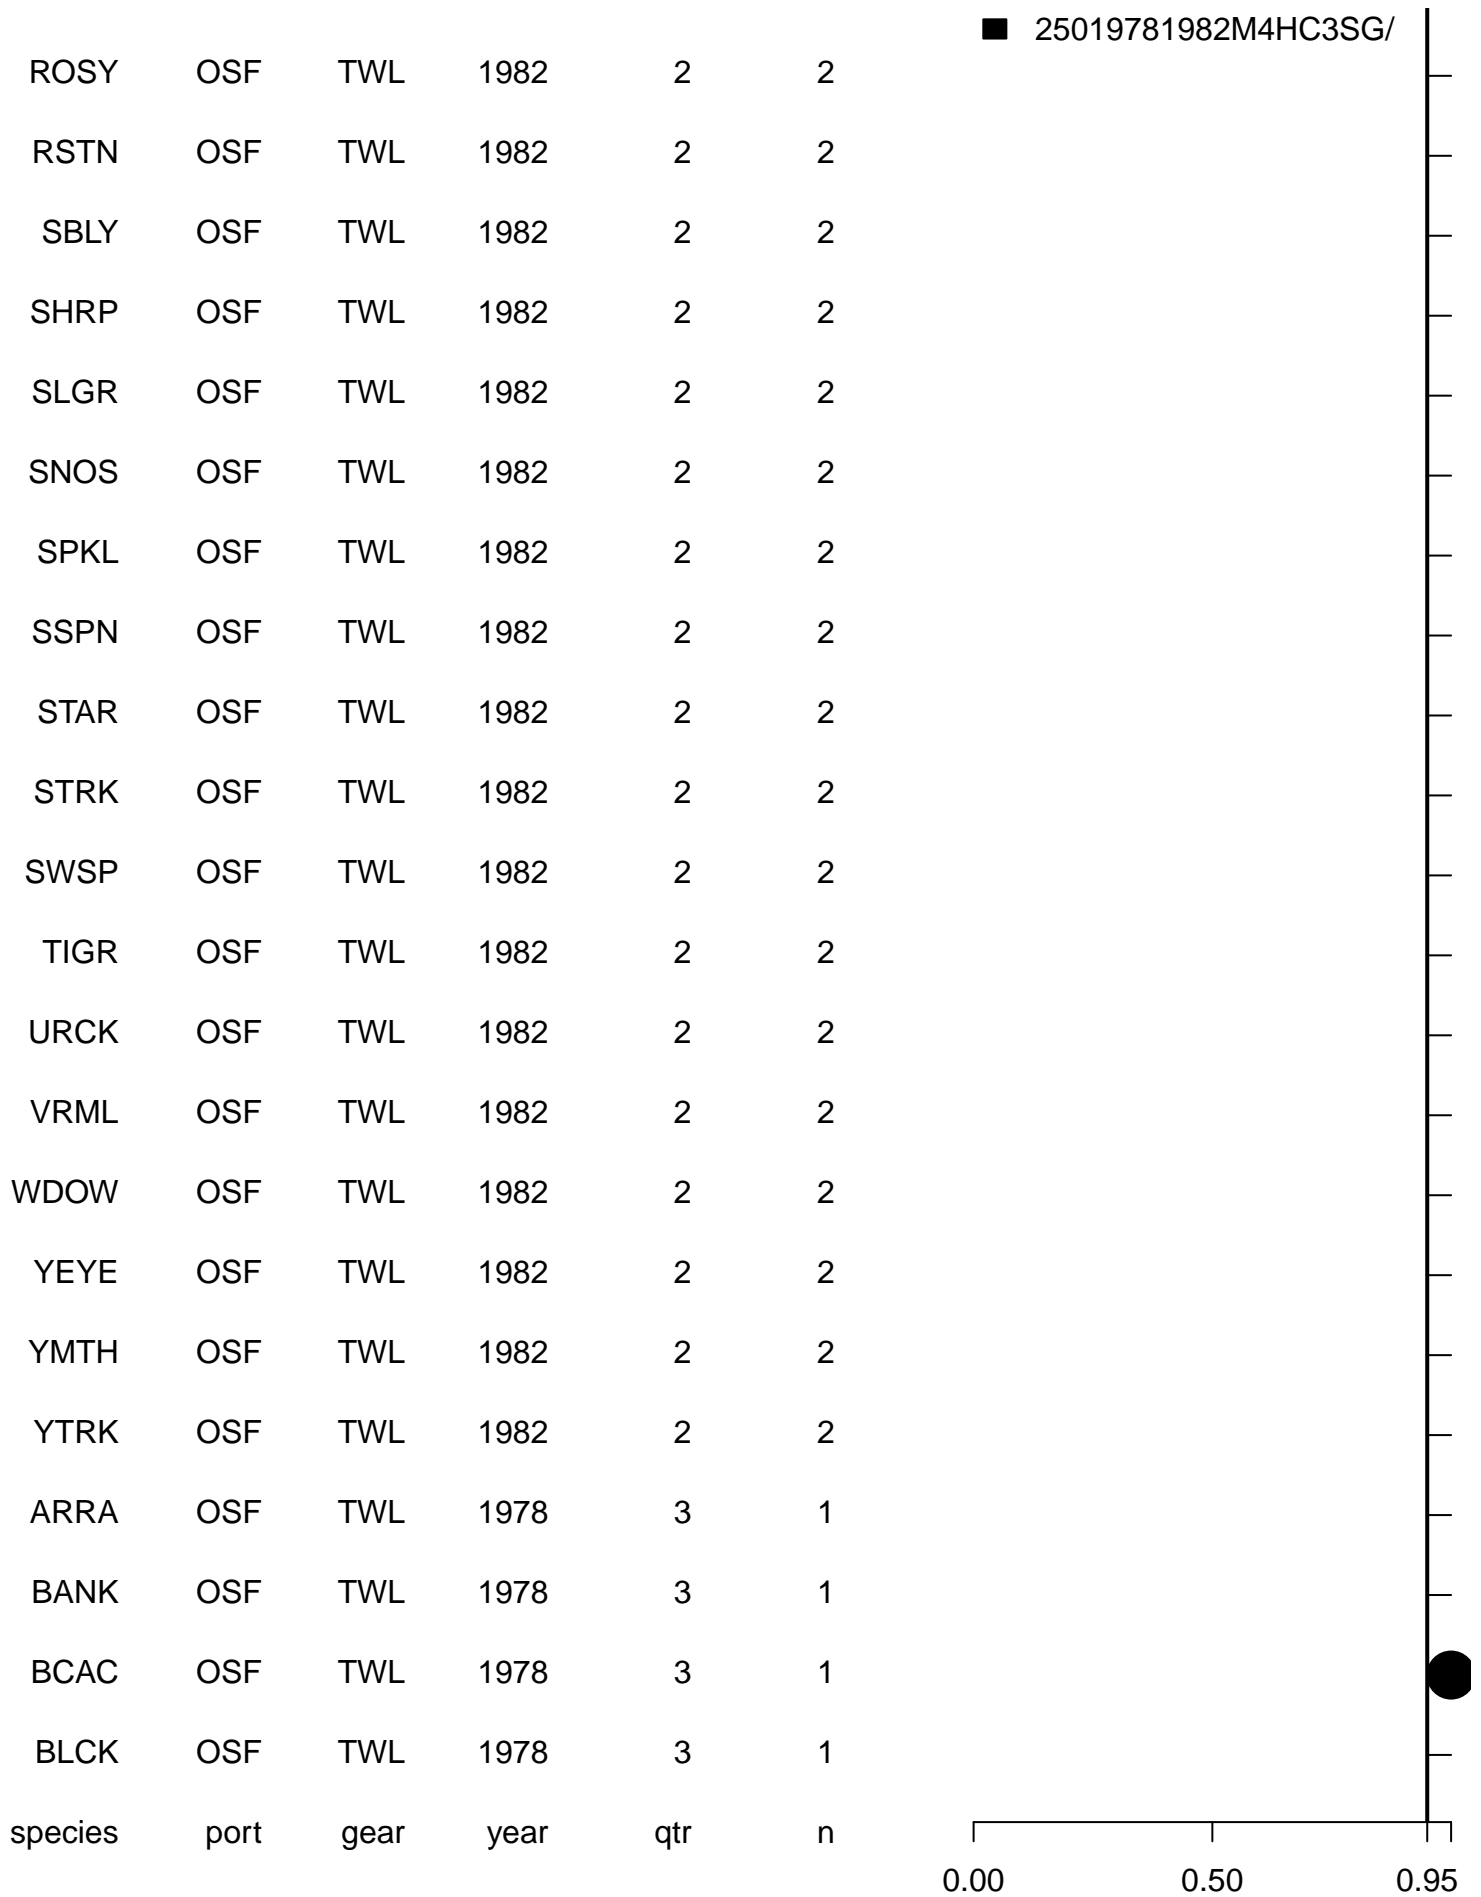 25019781982M4HC3SG/
ROSY OSF TWL 1982 2 2
RSTN OSF TWL 1982 2 2
SBLY OSF TWL 1982 2 2
SHRP OSF TWL 1982 2 2
SLGR OSF TWL 1982 2 2
SNOS OSF TWL 1982 2 2
SPKL OSF TWL 1982 2 2
SSPN OSF TWL 1982 2 2
STAR OSF TWL 1982 2 2
STRK OSF TWL 1982 2 2
SWSP OSF TWL 1982 2 2
TIGR OSF TWL 1982 2 2
URCK OSF TWL 1982 2 2
VRML OSF TWL 1982 2 2
WDOW OSF TWL 1982 2 2
YEYE OSF TWL 1982 2 2
YMTH OSF TWL 1982 2 2
YTRK OSF TWL 1982 2 2
ARRA OSF TWL 1978 3 1
BANK OSF TWL 1978 3 1
BCAC OSF TWL 1978 3 1
BLCK OSF TWL 1978 3 1
species port gear year qtr n
0.00 0.50 0.95